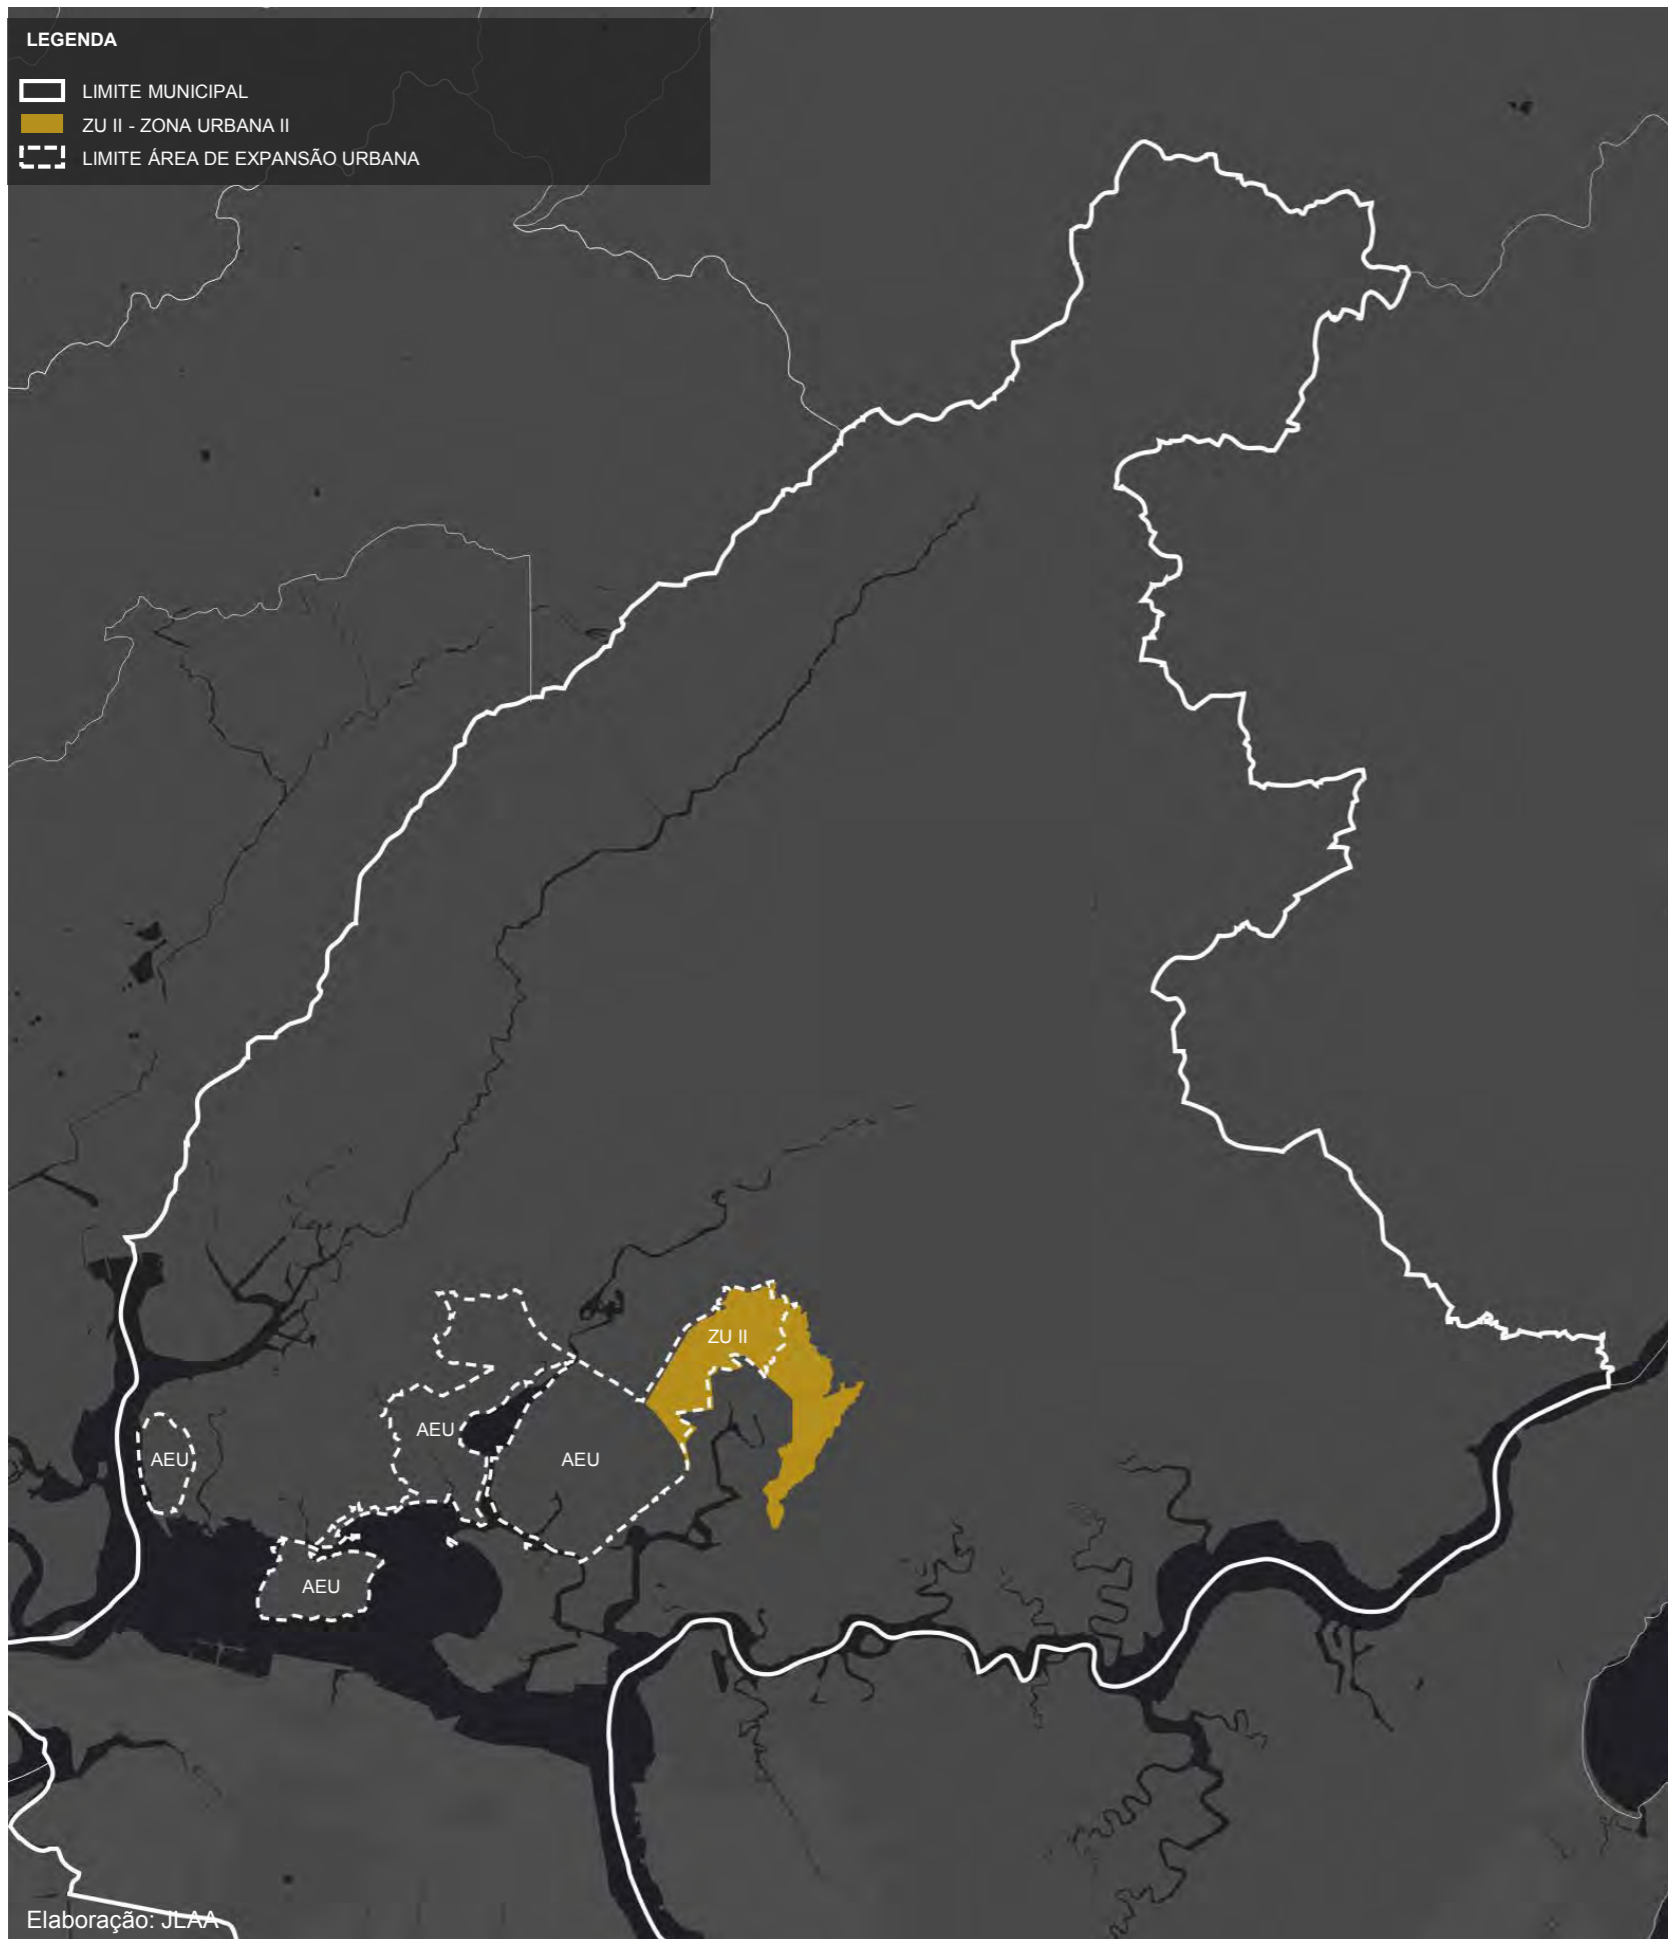 LEGENDA
LIMITE MUNICIPAL
ZU II - ZONA URBANA II
LIMITE ÁREA DE EXPANSÃO URBANA
ZU II
AEU
AEU
AEU
AEU
Elaboração: JLAA